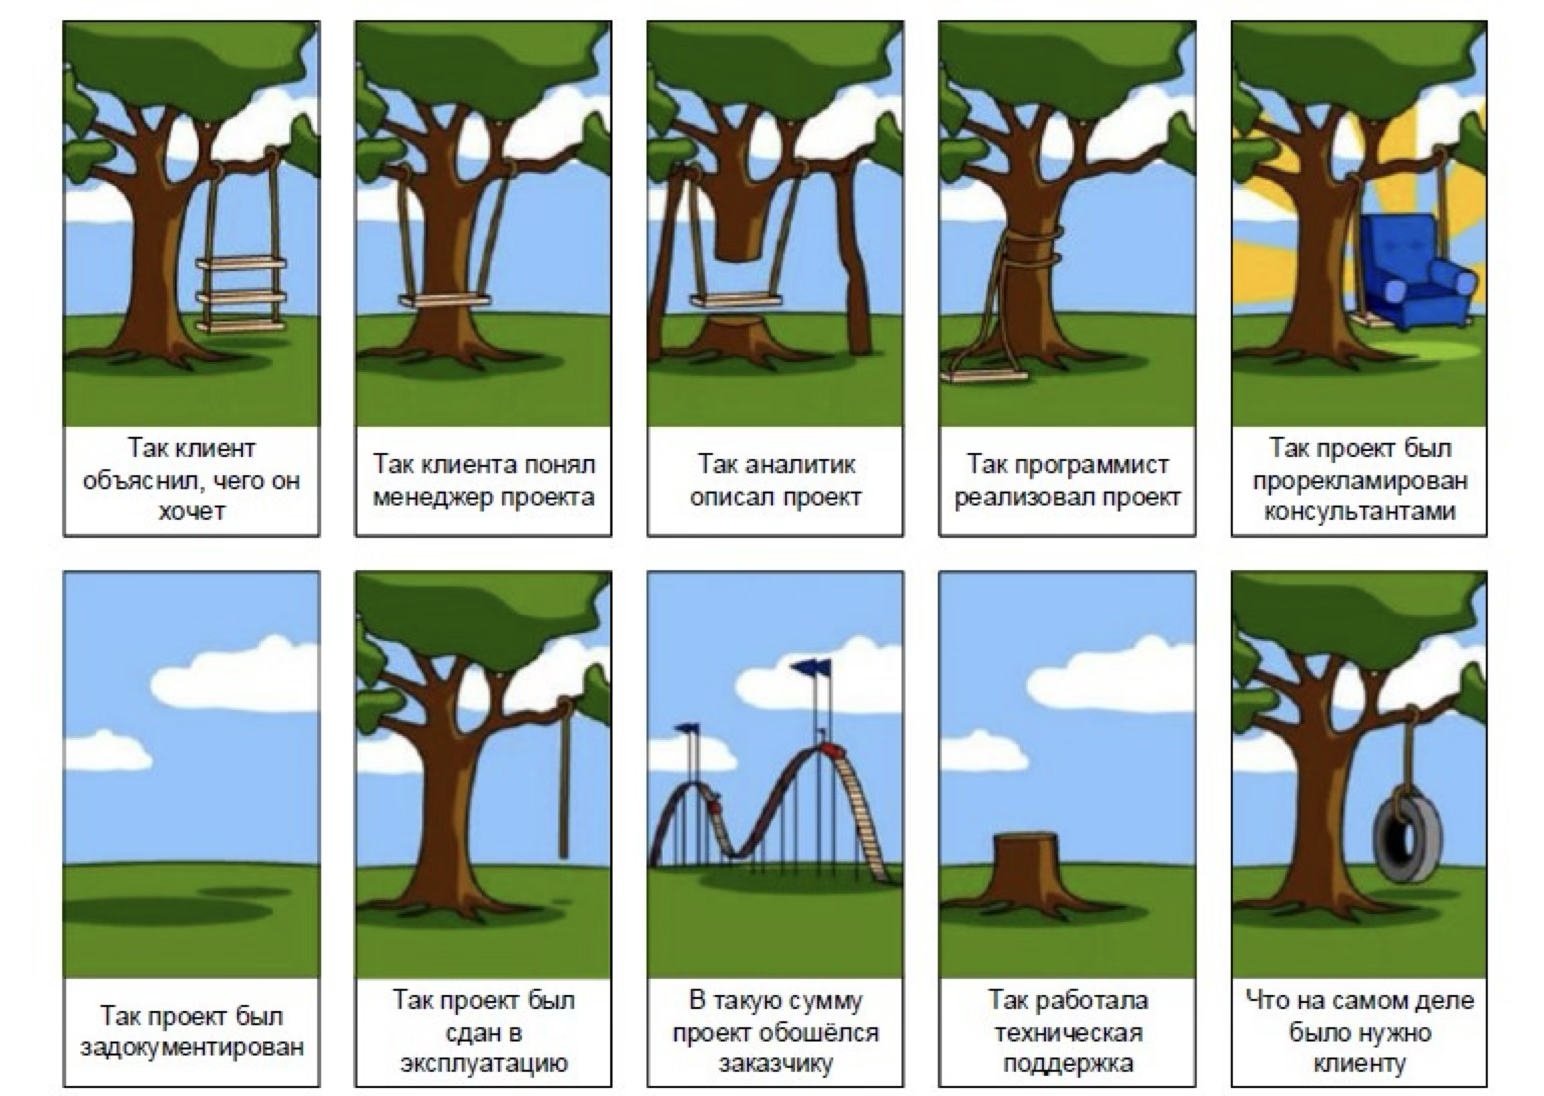 Так клиент
объяснил, чего он
хочет
Так клиента понял
менеджер проекта
Так аналитик
описал проект
Так программист
реализовал проект
Так проект был
прорекламирован
консультантами
Так проект был
задокументирован
Так проект был
сдан в
эксплуатацию
В такую сумму
проект обошёлся
заказчику
Так работала
техническая
поддержка
Что на самом деле
было нужно
клиенту